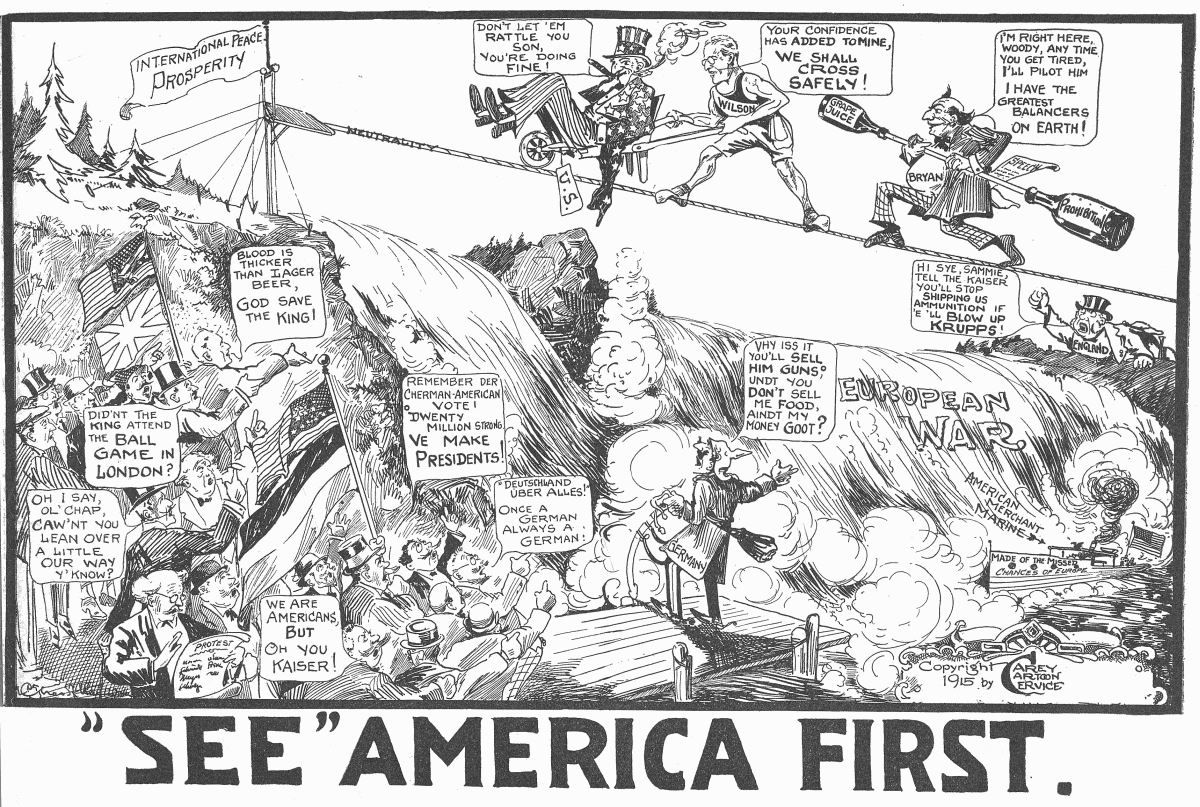 INTERNATIONAL PEACE
PROSPERITY
NEUTRALITY
DON'T LET 'EM
RATTLE YOU
SON,
YOU'RE DOING
FINE!
U.S.
WILSON
YOUR CONFIDENCE
HAS ADDED TO MINE,
WE SHALL
CROSS
SAFELY!
GRAPE
JUICE
BRYAN
SPEECH
PROHIBITION
I'M RIGHT HERE,
WOODY, ANY TIME
YOU GET TIRED,
I'LL PILOT HIM
I HAVE THE
GREATEST
BALANCERS
ON EARTH!
HI SYE, SAMMIE,
TELL THE KAISER
YOU'LL STOP
SHIPPING US
AMMUNITION IF
'E 'LL BLOW UP
KRUPPS!
ENGLAND
BLOOD IS
THICKER
THAN LAGER
BEER,
GOD SAVE
THE KING!
DID'NT THE
KING ATTEND
THE BALL
GAME IN
LONDON?
OH I SAY,
OL' CHAP,
CAW'NT YOU
LEAN OVER
A LITTLE
OUR WAY
Y'KNOW?
REMEMBER DER
CHERMAN-AMERICAN
VOTE!
DWENTY
MILLION STRONG,
VE MAKE
PRESIDENTS!
"DEUTSCHLAND
ÜBER ALLES!"
ONCE A
GERMAN
ALWAYS A
GERMAN!
WE ARE
AMERICANS,
BUT
OH YOU
KAISER!
PROTEST
VHY ISS IT
YOU'LL SELL
HIM GUNS,
UNDT YOU
DON'T SELL
ME FOOD,
AINDT MY
MONEY GOOT?
GERMANY
EUROPEAN
WAR.
AMERICAN
MERCHANT
MARINE
MADE OF THE MISSED
CHANCES OF EUROPE
Copyright
1915 by
CAREY
CARTOON
SERVICE
"SEE" AMERICA FIRST.